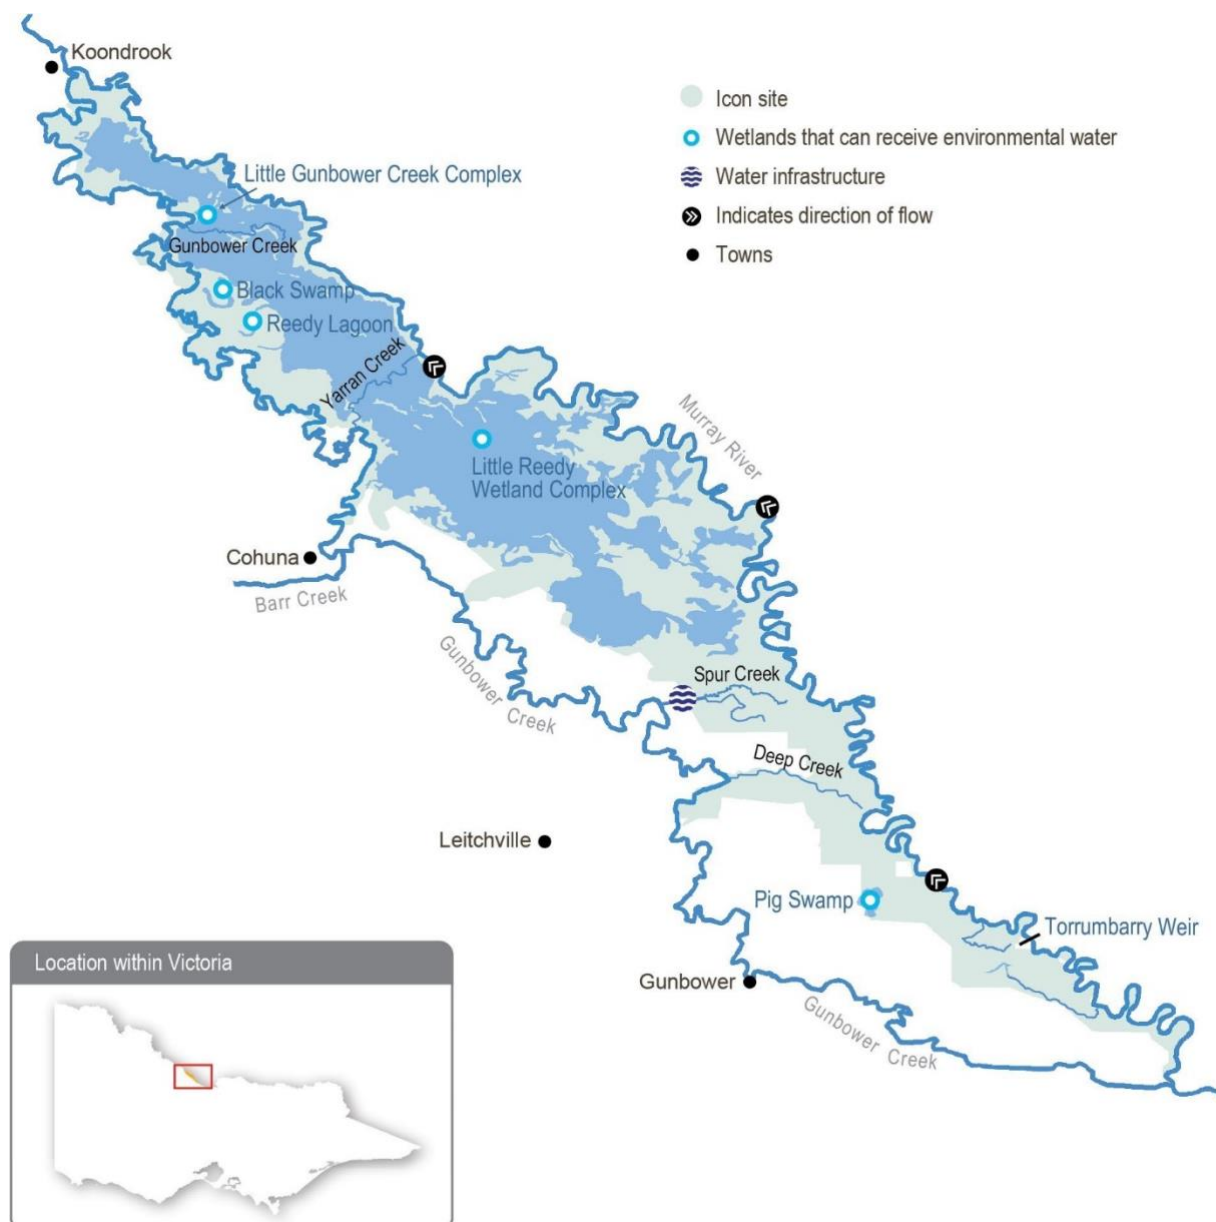 Koondrook
Icon site
Wetlands that can receive environmental water
Water infrastructure
Indicates direction of flow
Towns
Little Gunbower Creek Complex
Gunbower Creek
Black Swamp
Reedy Lagoon
Yarran Creek
Murray River
Little Reedy
Wetland Complex
Cohuna
Barr Creek
Gunbower Creek
Spur Creek
Deep Creek
Leitchville
Pig Swamp
Torrumbarry Weir
Gunbower
Gunbower Creek
Location within Victoria